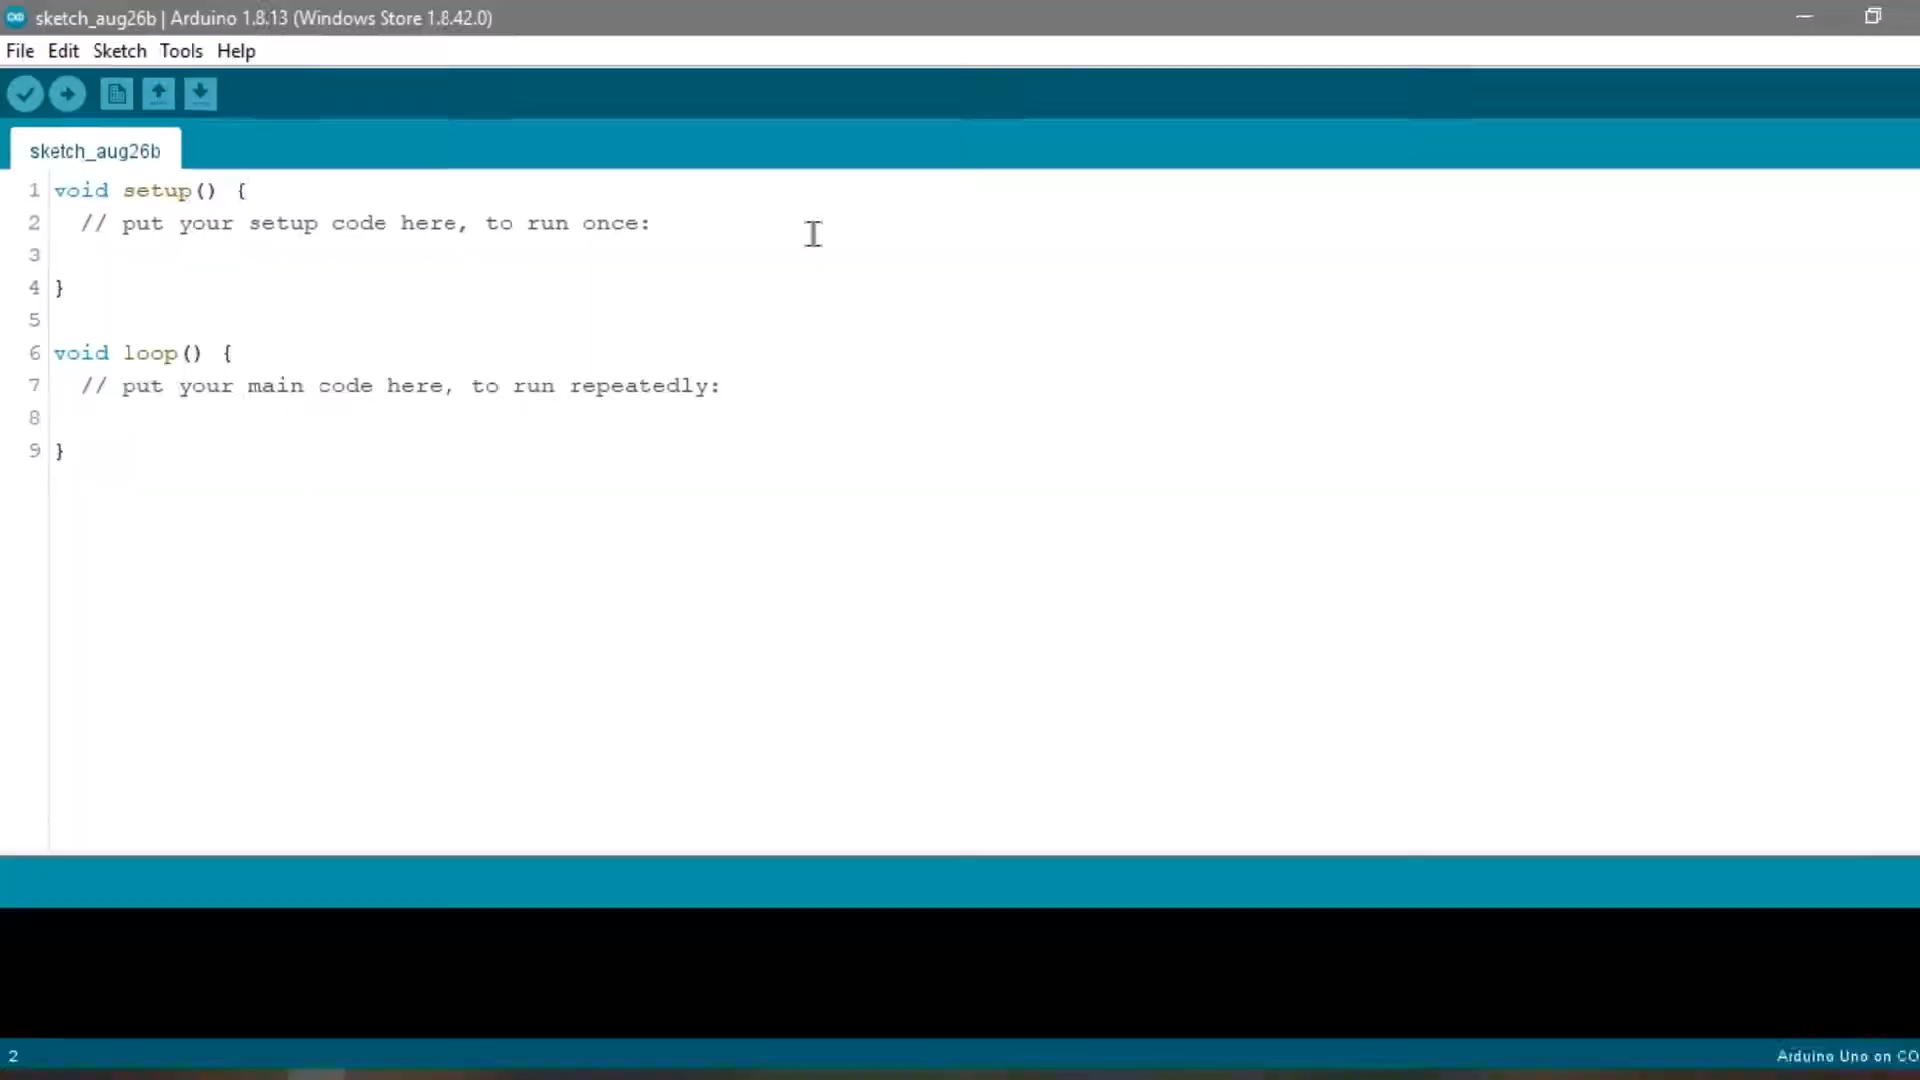 sketch_aug26b | Arduino 1.8.13 (Windows Store 1.8.42.0)
File Edit Sketch Tools Help
sketch_aug26b
1 void setup() {
2 // put your setup code here, to run once:
3
4 }
5
6 void loop() {
7 // put your main code here, to run repeatedly:
8
9 }
2
Arduino Uno on CO